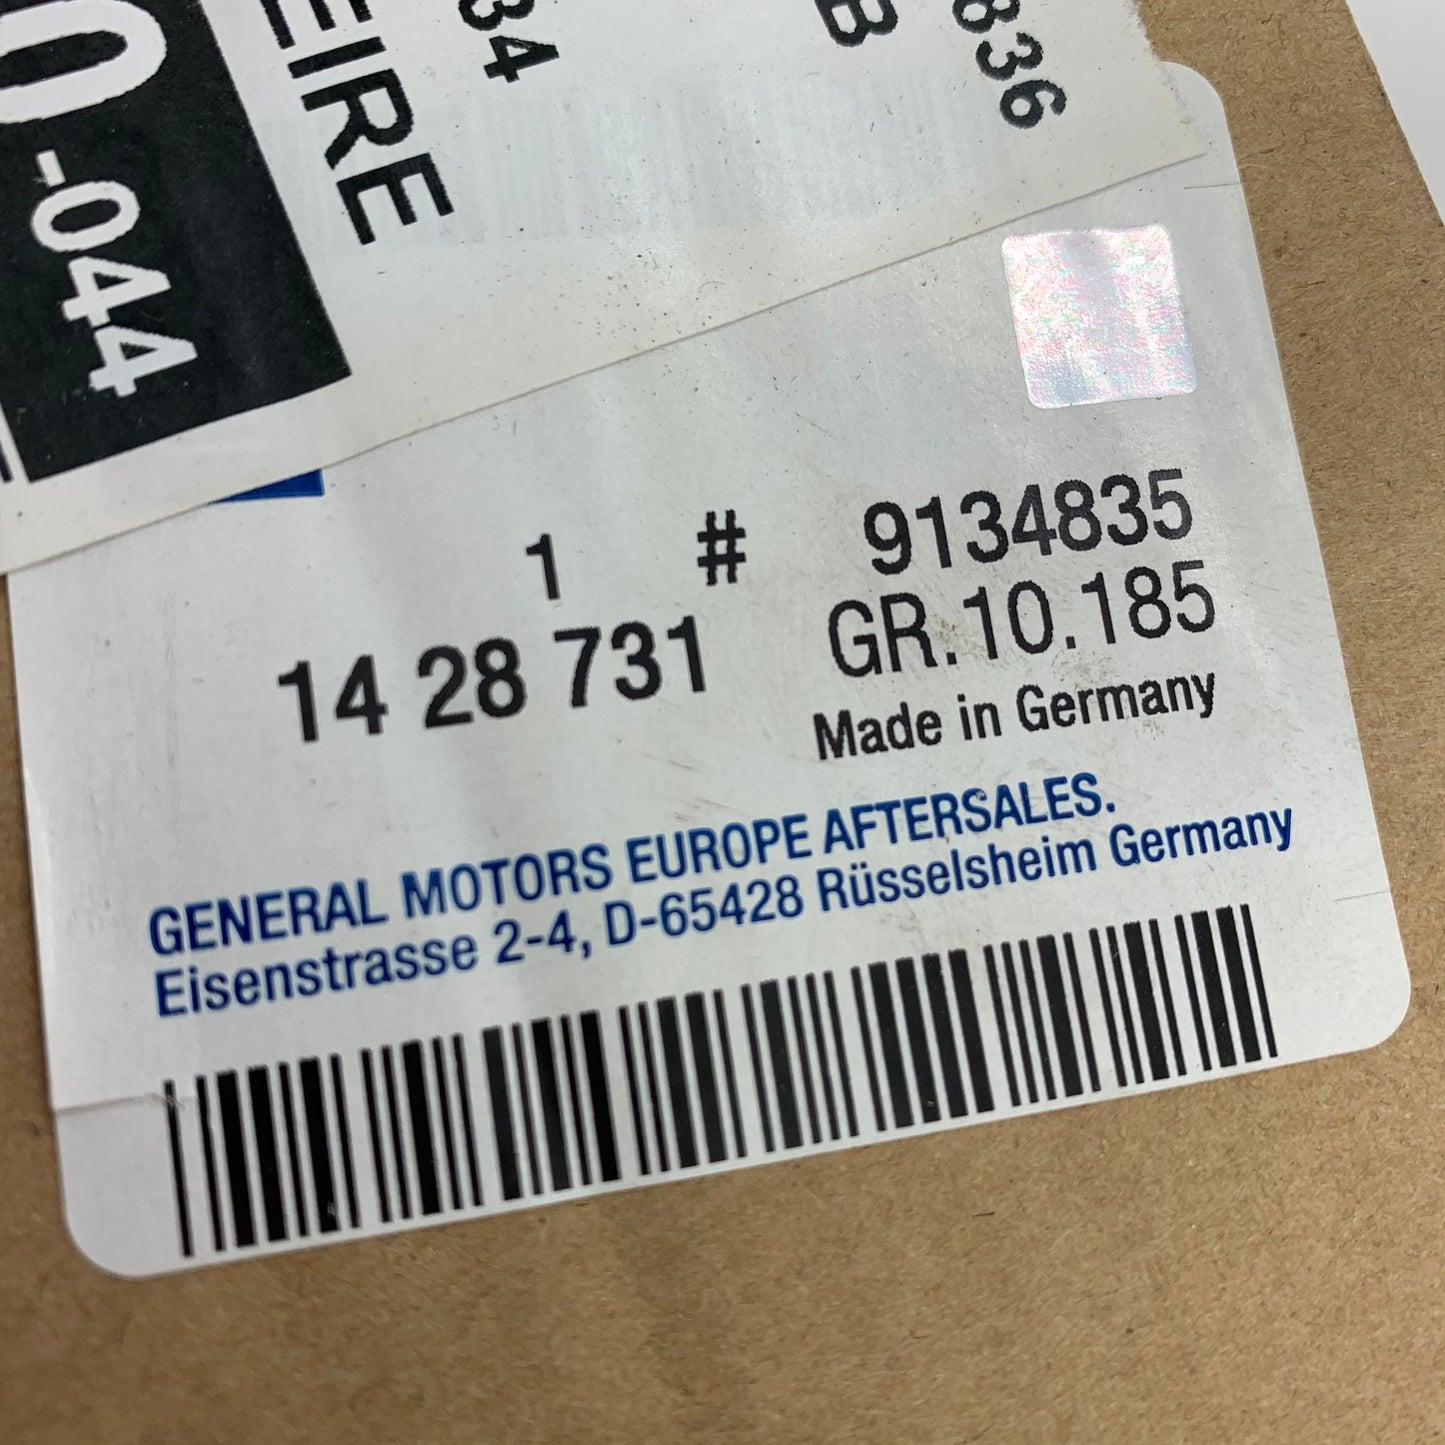 -044
EIRE
34
B
836
1 # 9134835
14 28 731 GR.10.185
Made in Germany
GENERAL MOTORS EUROPE AFTERSALES.
Eisenstrasse 2-4, D-65428 Rüsselsheim Germany